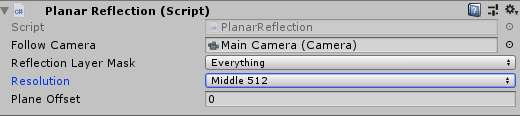 Planar Reflection (Script)
Script PlanarReflection
Follow Camera Main Camera (Camera)
Reflection Layer Mask Everything
Resolution Middle 512
Plane Offset 0